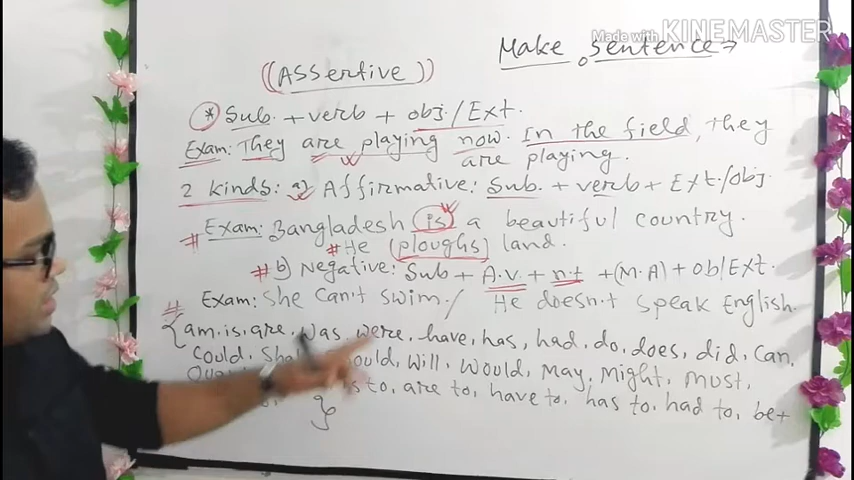 Made with KINEMASTER
Make sentence →
((Assertive))
* Sub. + verb + obj./Ext.
Exam: They are playing now. In the field, they are playing.
2 kinds: a) Affirmative: Sub. + verb + Ext./obj.
# Exam: Bangladesh is a beautiful country.
# He (ploughs) land.
# b) Negative: Sub + A.v. + n.t + (M.A) + ob/Ext.
Exam: She can't swim. / He doesn't speak English.
# {am. is. are. was. were, have, has, had, do, does, did, can,
could, will, would, may, might, must,
is to, are to, have to, has to, had to, be+
}